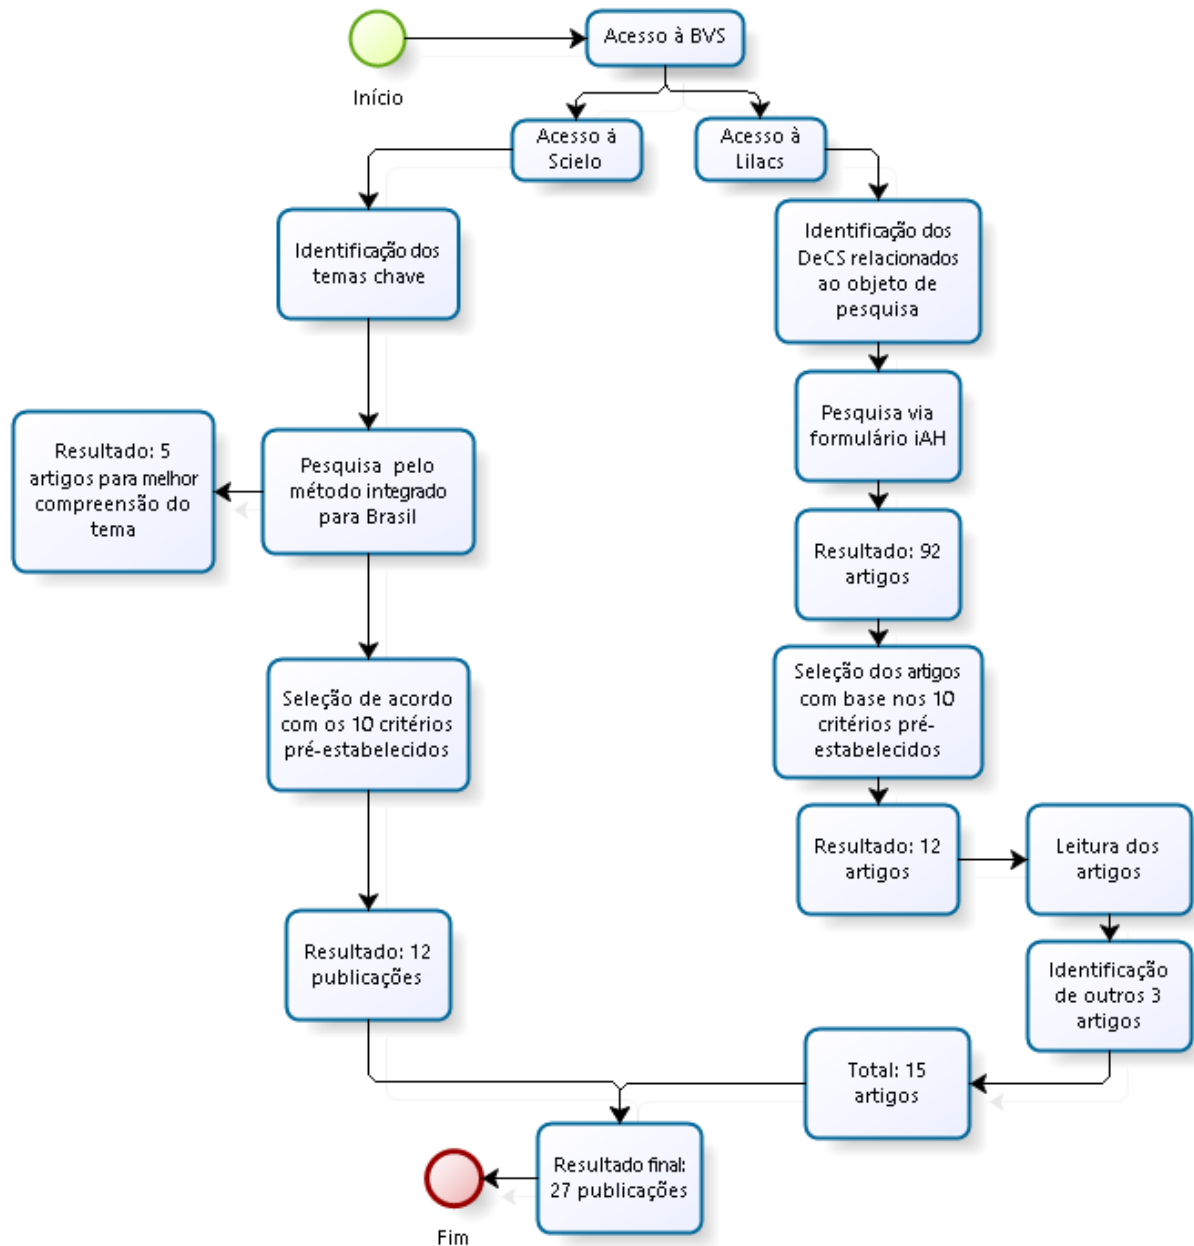 Acesso à BVS
Início
Acesso à
Scielo
Acesso à
Lilacs
Identificação dos
temas chave
Identificação dos
DeCS relacionados
ao objeto de
pesquisa
Pesquisa via
formulário iAH
Resultado: 5
artigos para melhor
compreensão do
tema
Pesquisa pelo
método integrado
para Brasil
Resultado: 92
artigos
Seleção de acordo
com os 10 critérios
pré-estabelecidos
Seleção dos artigos
com base nos 10
critérios pré-
estabelecidos
Resultado: 12
artigos
Leitura dos
artigos
Resultado: 12
publicações
Identificação
de outros 3
artigos
Total: 15
artigos
Resultado final:
27 publicações
Fim